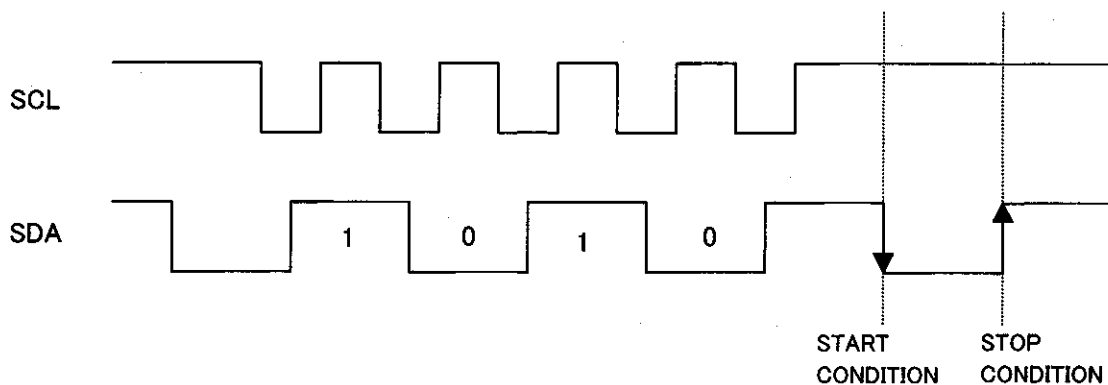 SCL
SDA
1 0 1 0
START CONDITION
STOP CONDITION